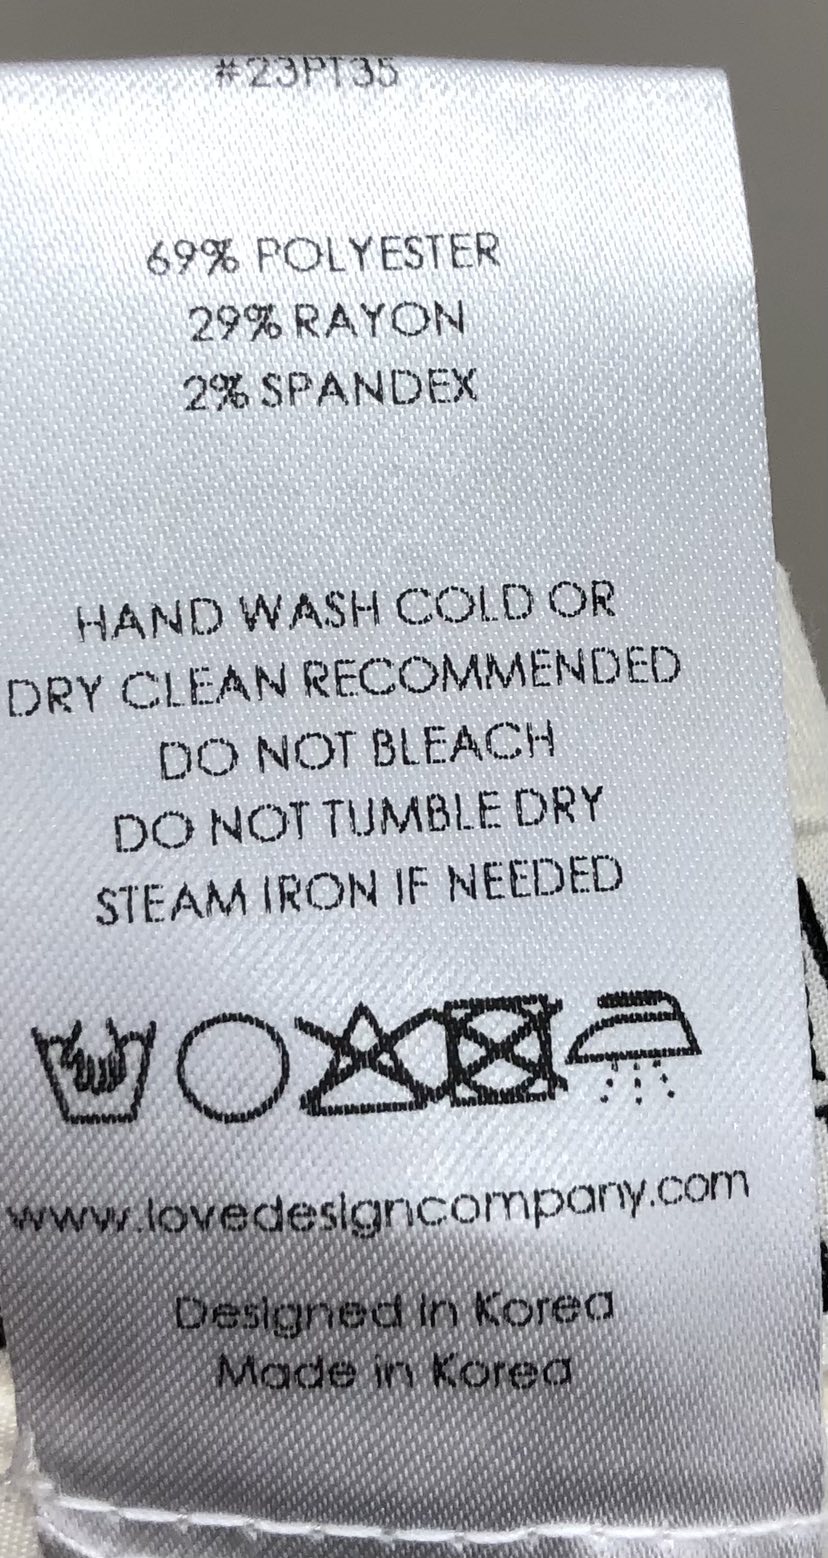 #23PT35
69% POLYESTER
29% RAYON
2% SPANDEX
HAND WASH COLD OR
DRY CLEAN RECOMMENDED
DO NOT BLEACH
DO NOT TUMBLE DRY
STEAM IRON IF NEEDED
www.lovedesigncompany.com
Designed in Korea
Made in Korea